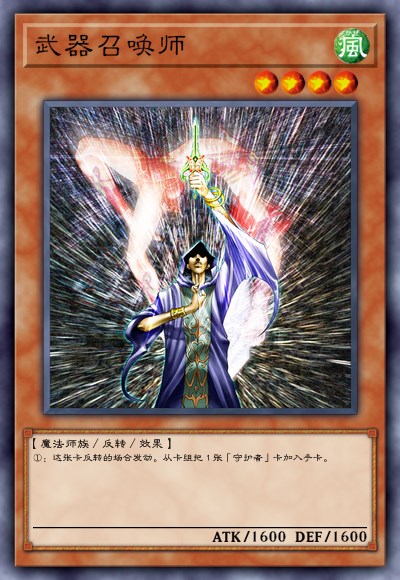 武器召唤师
風
【魔法师族／反转／效果】
①：这张卡反转的场合发动。从卡组把1张「守护者」卡加入手卡。
ATK/1600 DEF/1600